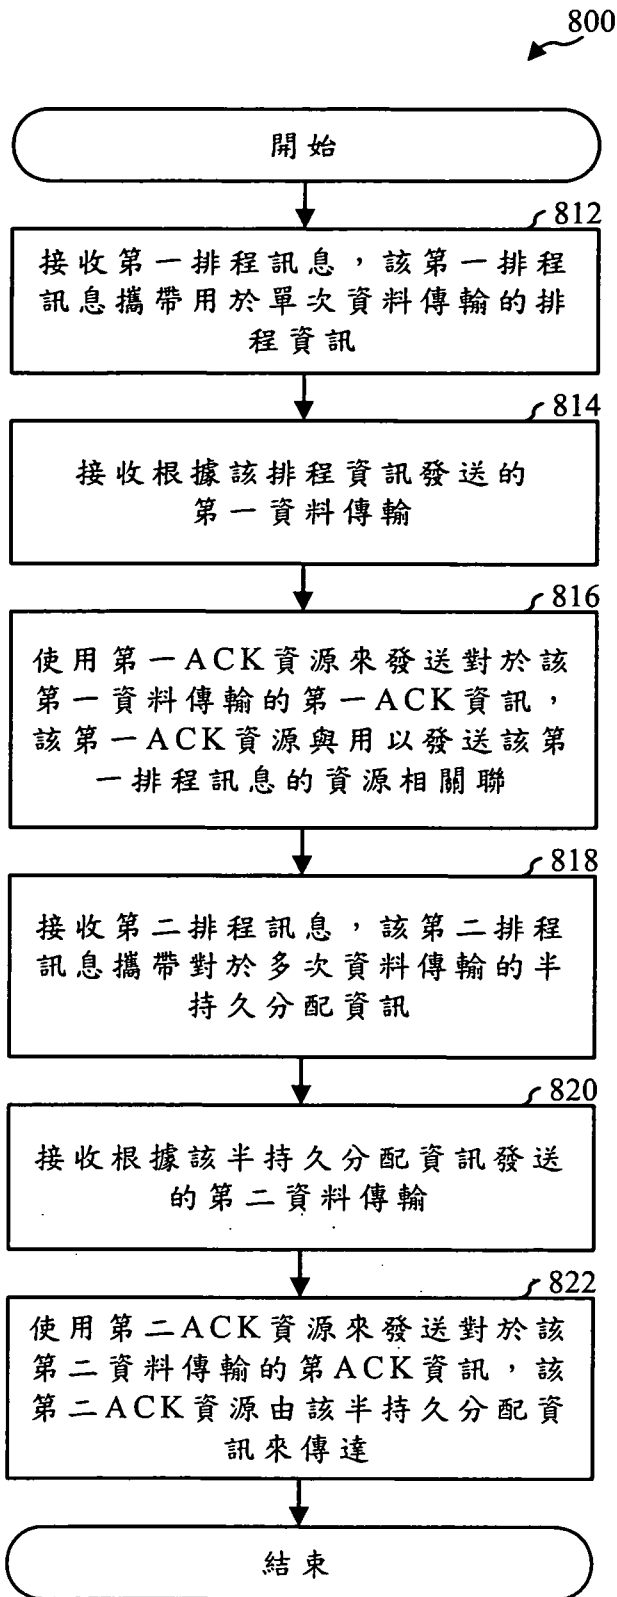 800
開始
812
接收第一排程訊息，該第一排程
訊息攜帶用於單次資料傳輸的排
程資訊
814
接收根據該排程資訊發送的
第一資料傳輸
816
使用第一ACK資源來發送對於該
第一資料傳輸的第一ACK資訊，
該第一ACK資源與用以發送該第
一排程訊息的資源相關聯
818
接收第二排程訊息，該第二排程
訊息攜帶對於多次資料傳輸的半
持久分配資訊
820
接收根據該半持久分配資訊發送
的第二資料傳輸
822
使用第二ACK資源來發送對於該
第二資料傳輸的第ACK資訊，該
第二ACK資源由該半持久分配資
訊來傳達
結束